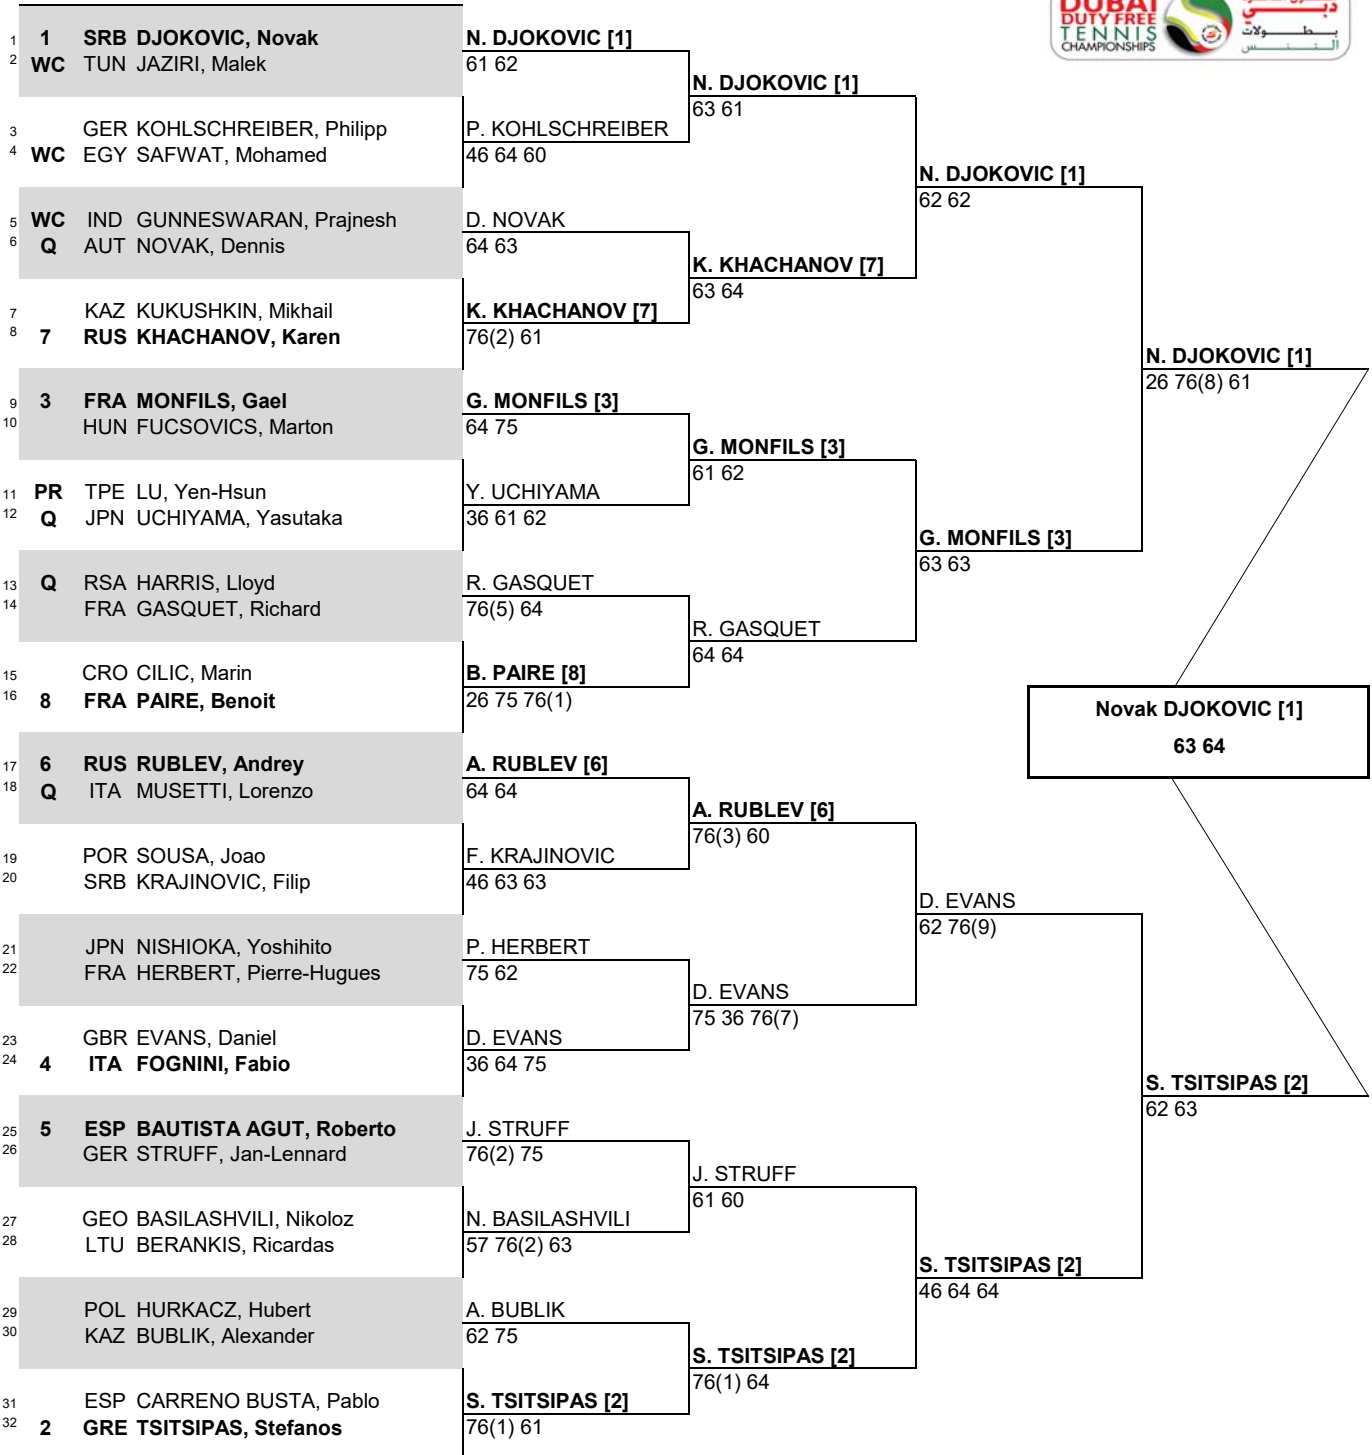 DUBAI
DUTY FREE
TENNIS
CHAMPIONSHIPS
دبي
بطولات
التنس
1 1 SRB DJOKOVIC, Novak
2 WC TUN JAZIRI, Malek
3 GER KOHLSCHREIBER, Philipp
4 WC EGY SAFWAT, Mohamed
5 WC IND GUNNESWARAN, Prajnesh
6 Q AUT NOVAK, Dennis
7 KAZ KUKUSHKIN, Mikhail
8 7 RUS KHACHANOV, Karen
9 3 FRA MONFILS, Gael
10 HUN FUCSOVICS, Marton
11 PR TPE LU, Yen-Hsun
12 Q JPN UCHIYAMA, Yasutaka
13 Q RSA HARRIS, Lloyd
14 FRA GASQUET, Richard
15 CRO CILIC, Marin
16 8 FRA PAIRE, Benoit
17 6 RUS RUBLEV, Andrey
18 Q ITA MUSETTI, Lorenzo
19 POR SOUSA, Joao
20 SRB KRAJINOVIC, Filip
21 JPN NISHIOKA, Yoshihito
22 FRA HERBERT, Pierre-Hugues
23 GBR EVANS, Daniel
24 4 ITA FOGNINI, Fabio
25 5 ESP BAUTISTA AGUT, Roberto
26 GER STRUFF, Jan-Lennard
27 GEO BASILASHVILI, Nikoloz
28 LTU BERANKIS, Ricardas
29 POL HURKACZ, Hubert
30 KAZ BUBLIK, Alexander
31 ESP CARRENO BUSTA, Pablo
32 2 GRE TSITSIPAS, Stefanos
N. DJOKOVIC [1]
61 62
P. KOHLSCHREIBER
46 64 60
D. NOVAK
64 63
K. KHACHANOV [7]
76(2) 61
G. MONFILS [3]
64 75
Y. UCHIYAMA
36 61 62
R. GASQUET
76(5) 64
B. PAIRE [8]
26 75 76(1)
A. RUBLEV [6]
64 64
F. KRAJINOVIC
46 63 63
P. HERBERT
75 62
D. EVANS
36 64 75
J. STRUFF
76(2) 75
N. BASILASHVILI
57 76(2) 63
A. BUBLIK
62 75
S. TSITSIPAS [2]
76(1) 61
N. DJOKOVIC [1]
63 61
K. KHACHANOV [7]
63 64
G. MONFILS [3]
61 62
R. GASQUET
64 64
A. RUBLEV [6]
76(3) 60
D. EVANS
75 36 76(7)
J. STRUFF
61 60
S. TSITSIPAS [2]
76(1) 64
N. DJOKOVIC [1]
62 62
G. MONFILS [3]
63 63
D. EVANS
62 76(9)
S. TSITSIPAS [2]
46 64 64
N. DJOKOVIC [1]
26 76(8) 61
S. TSITSIPAS [2]
62 63
Novak DJOKOVIC [1]
63 64